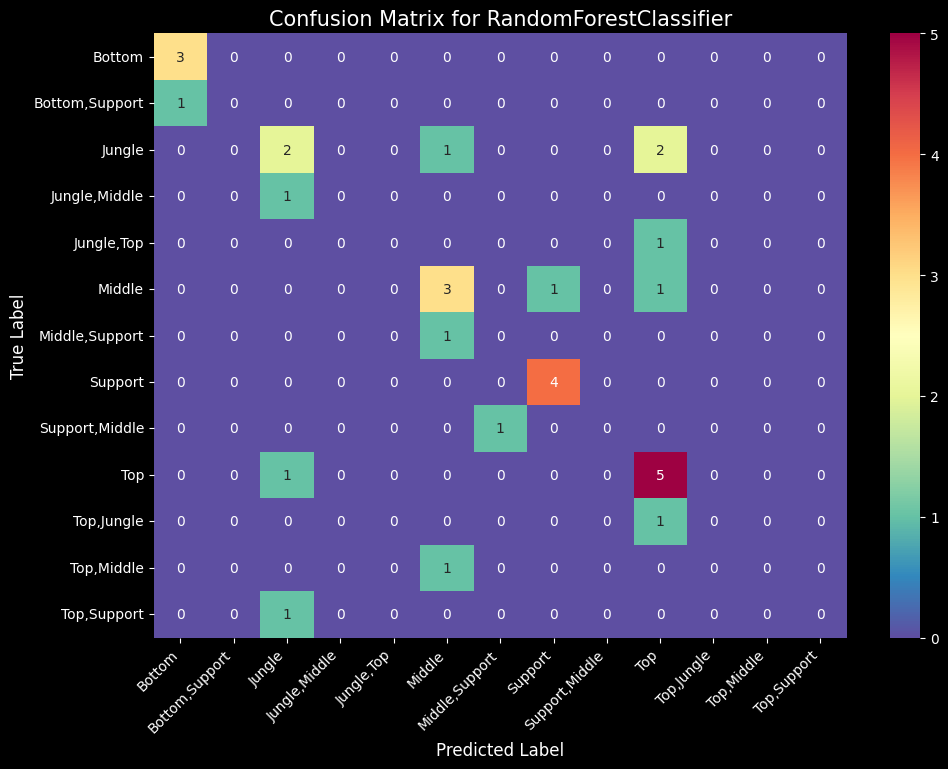 Confusion Matrix for RandomForestClassifier
True Label
Bottom 3 0 0 0 0 0 0 0 0 0 0 0 0
Bottom,Support 1 0 0 0 0 0 0 0 0 0 0 0 0
Jungle 0 0 2 0 0 1 0 0 0 2 0 0 0
Jungle,Middle 0 0 1 0 0 0 0 0 0 0 0 0 0
Jungle,Top 0 0 0 0 0 0 0 0 0 1 0 0 0
Middle 0 0 0 0 0 3 0 1 0 1 0 0 0
Middle,Support 0 0 0 0 0 1 0 0 0 0 0 0 0
Support 0 0 0 0 0 0 0 4 0 0 0 0 0
Support,Middle 0 0 0 0 0 0 1 0 0 0 0 0 0
Top 0 0 1 0 0 0 0 0 0 5 0 0 0
Top,Jungle 0 0 0 0 0 0 0 0 0 1 0 0 0
Top,Middle 0 0 0 0 0 1 0 0 0 0 0 0 0
Top,Support 0 0 1 0 0 0 0 0 0 0 0 0 0
Bottom
Bottom,Support
Jungle
Jungle,Middle
Jungle,Top
Middle
Middle,Support
Support
Support,Middle
Top
Top,Jungle
Top,Middle
Top,Support
Predicted Label
5
4
3
2
1
0